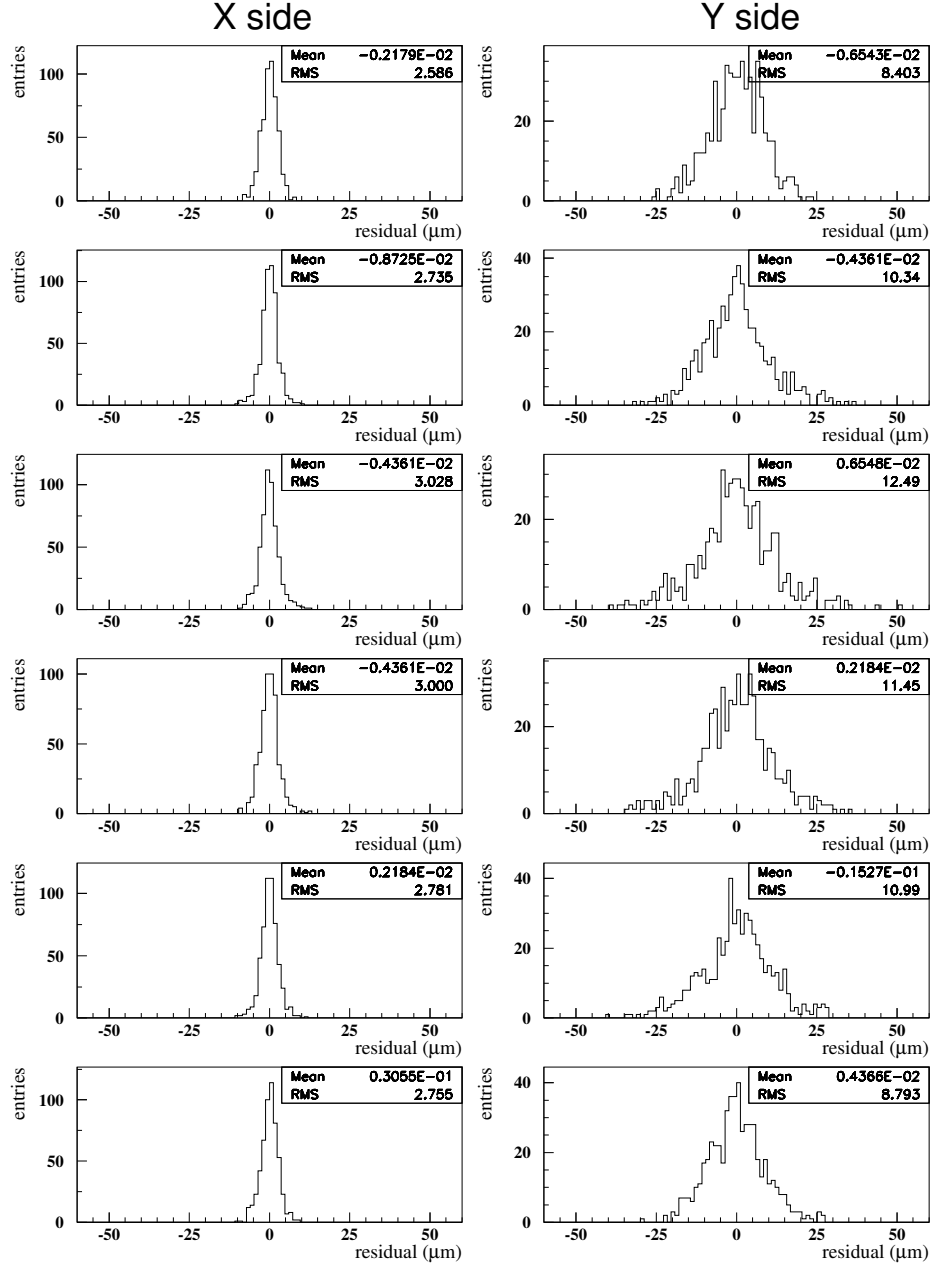 X side
Y side
entries
Mean -0.2179E-02
RMS 2.586
100
50
0
-50 -25 0 25 50
residual (μm)
entries
Mean -0.6543E-02
RMS 8.403
20
0
-50 -25 0 25 50
residual (μm)
entries
Mean -0.8725E-02
RMS 2.735
100
50
0
-50 -25 0 25 50
residual (μm)
entries
Mean -0.4361E-02
RMS 10.34
40
20
0
-50 -25 0 25 50
residual (μm)
entries
Mean -0.4361E-02
RMS 3.028
100
50
0
-50 -25 0 25 50
residual (μm)
entries
Mean 0.6548E-02
RMS 12.49
20
0
-50 -25 0 25 50
residual (μm)
entries
Mean -0.4361E-02
RMS 3.000
100
50
0
-50 -25 0 25 50
residual (μm)
entries
Mean 0.2184E-02
RMS 11.45
20
0
-50 -25 0 25 50
residual (μm)
entries
Mean 0.2184E-02
RMS 2.781
100
50
0
-50 -25 0 25 50
residual (μm)
entries
Mean -0.1527E-01
RMS 10.99
40
20
0
-50 -25 0 25 50
residual (μm)
entries
Mean 0.3055E-01
RMS 2.755
100
50
0
-50 -25 0 25 50
residual (μm)
entries
Mean 0.4366E-02
RMS 8.793
40
20
0
-50 -25 0 25 50
residual (μm)